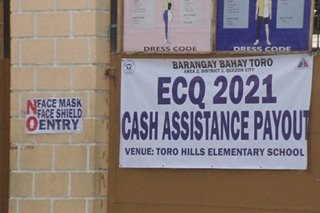 DRESS CODE
DRESS CODE
BARANGAY BAHAY TORO
AREA 2, DISTRICT 1, QUEZON CITY
ECQ 2021
CASH ASSISTANCE PAYOUT
VENUE: TORO HILLS ELEMENTARY SCHOOL
NO FACE MASK
FACE SHIELD
ENTRY